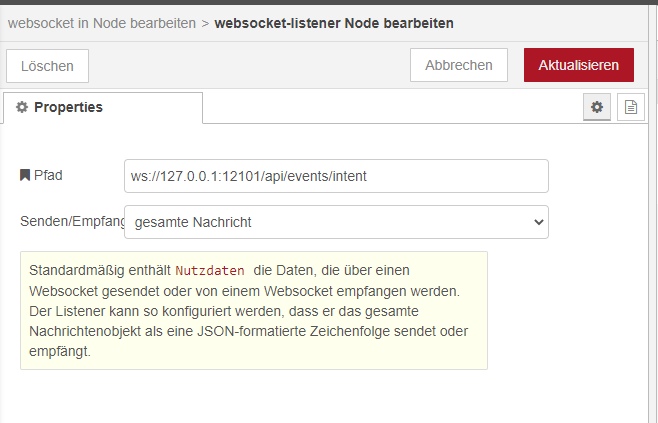 websocket in Node bearbeiten > websocket-listener Node bearbeiten
Löschen
Abbrechen
Aktualisieren
Properties
Pfad
ws://127.0.0.1:12101/api/events/intent
Senden/Empfang
gesamte Nachricht
Standardmäßig enthält Nutzdaten die Daten, die über einen
Websocket gesendet oder von einem Websocket empfangen werden.
Der Listener kann so konfiguriert werden, dass er das gesamte
Nachrichtenobjekt als eine JSON-formatierte Zeichenfolge sendet oder
empfängt.